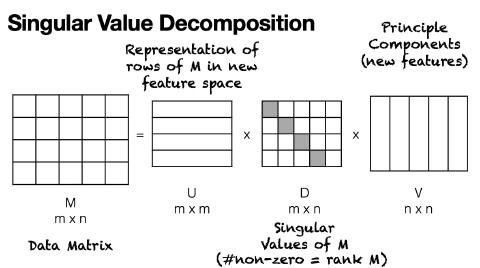 Singular Value Decomposition
Representation of
rows of M in new
feature space
Principle
Components
(new features)
=
x
x
M
m x n
U
m x m
D
m x n
V
n x n
Data Matrix
Singular
Values of M
(#non-zero = rank M)